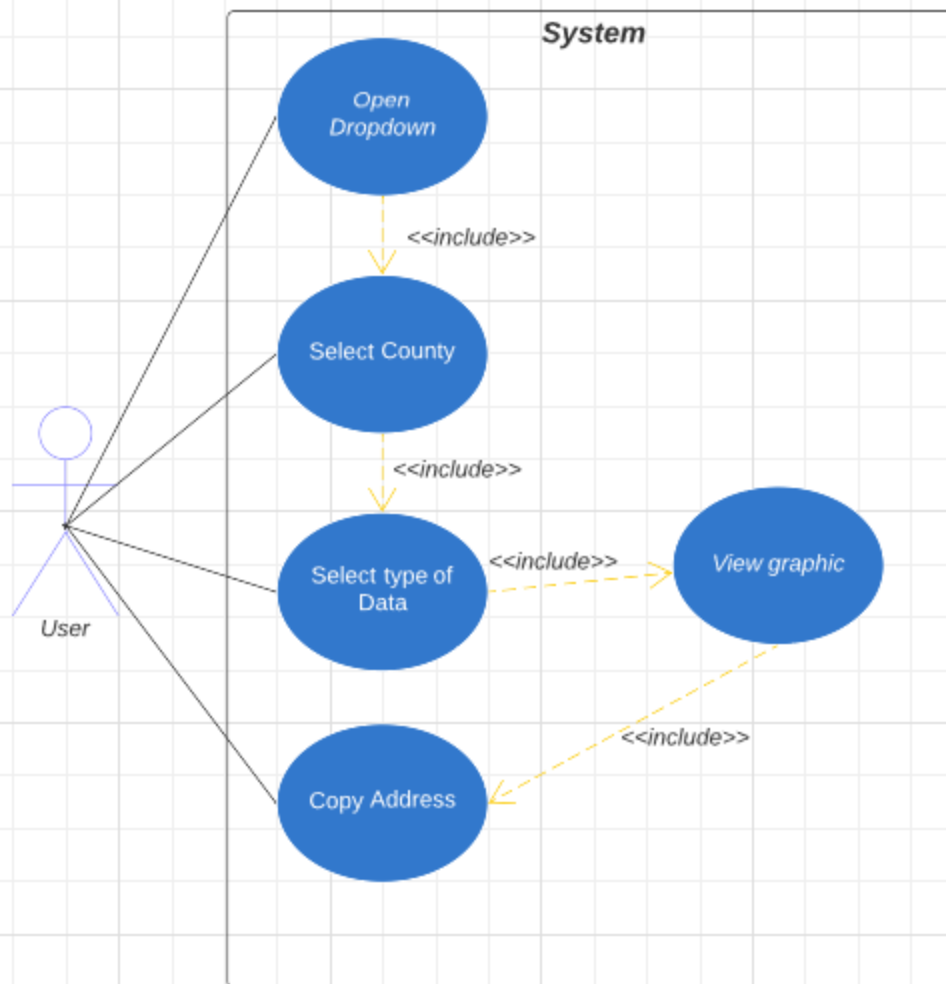 System
Open
Dropdown
<<include>>
Select County
<<include>>
Select type of
Data
<<include>>
View graphic
User
<<include>>
Copy Address